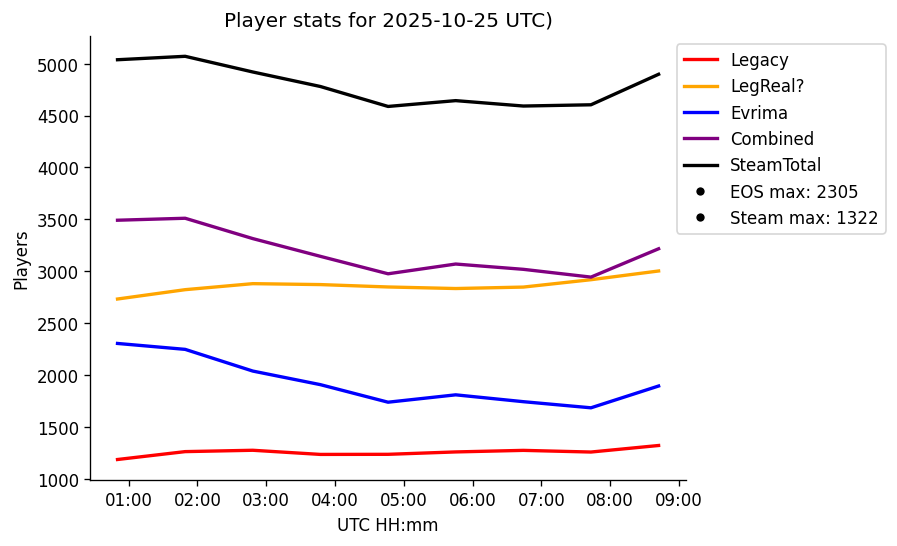 Player stats for 2025-10-25 UTC)
Legacy
LegReal?
Evrima
Combined
SteamTotal
EOS max: 2305
Steam max: 1322
Players
5000
4500
4000
3500
3000
2500
2000
1500
1000
01:00 02:00 03:00 04:00 05:00 06:00 07:00 08:00 09:00
UTC HH:mm